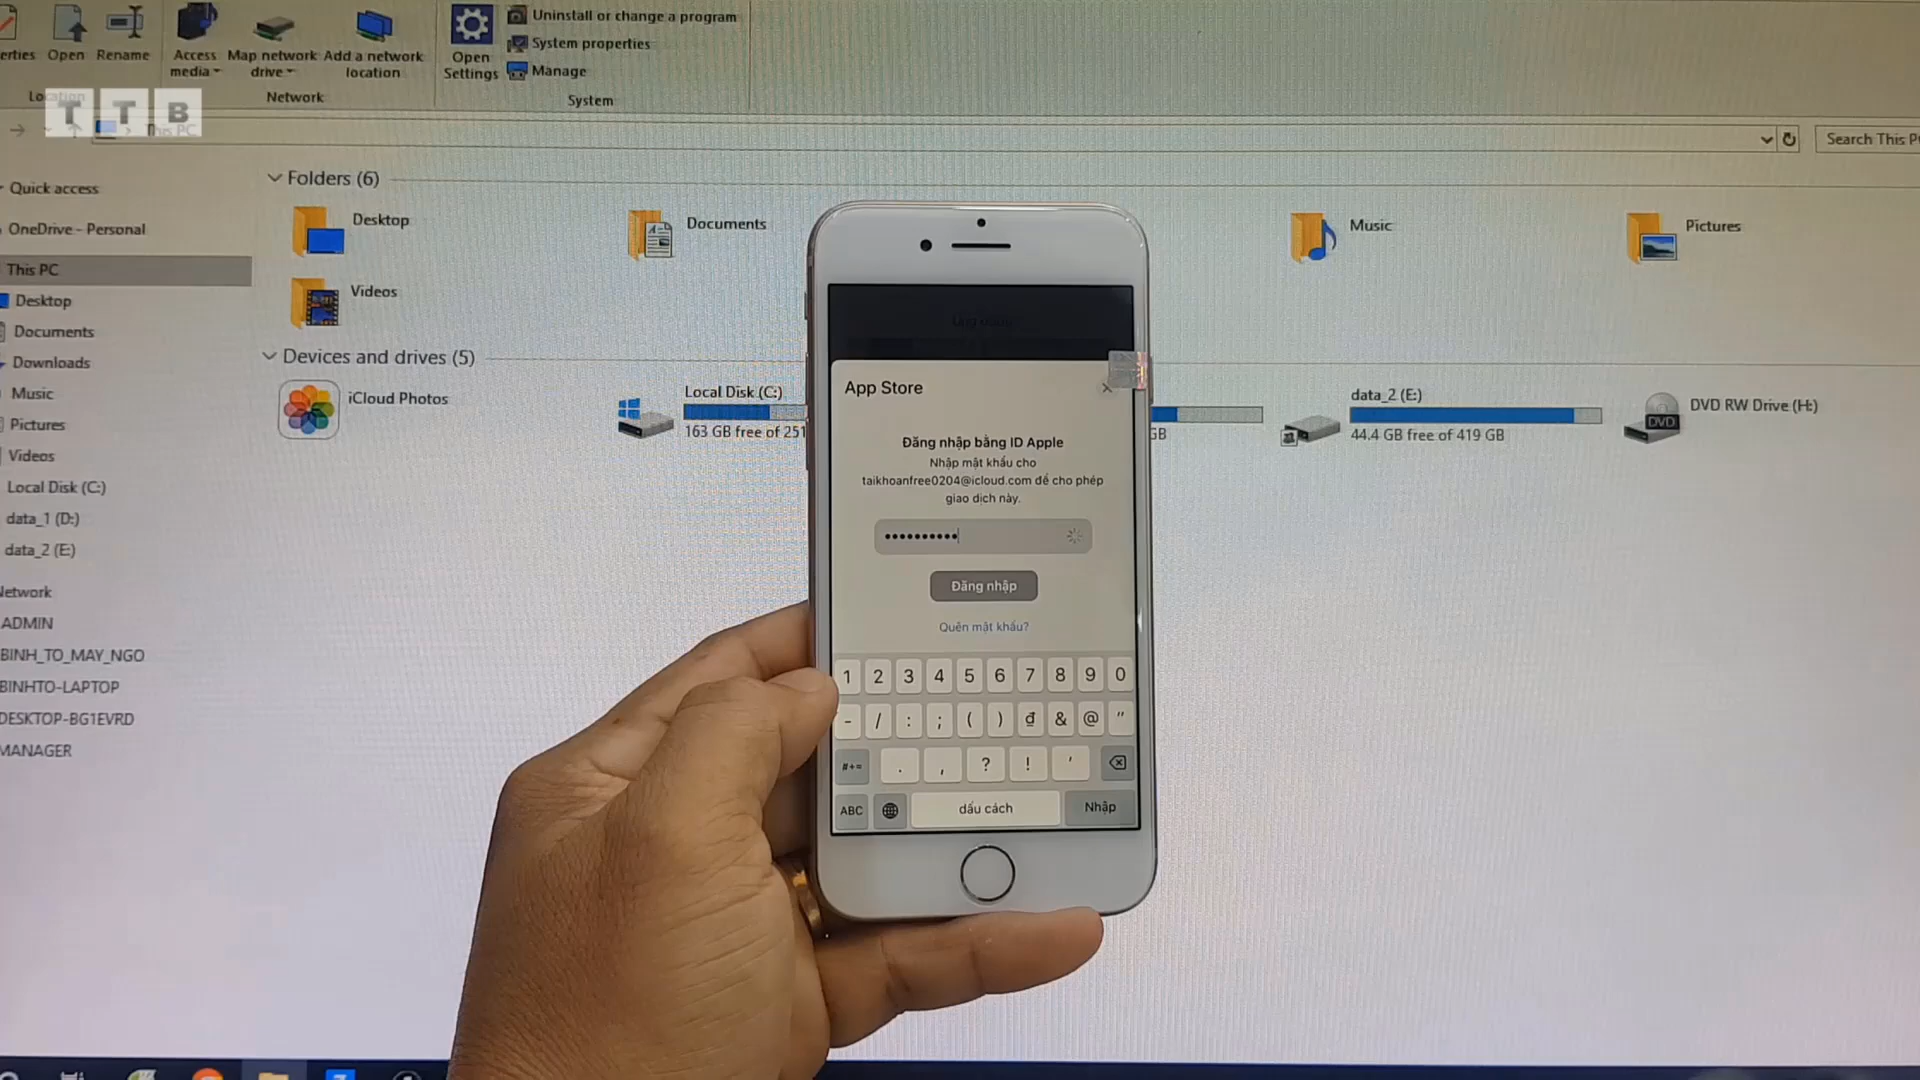 Open
Rename
Access media
Map network drive
Add a network location
Open Settings
Uninstall or change a program
System properties
Manage
Network
System
T T B
This PC
Search This
Quick access
OneDrive - Personal
This PC
Desktop
Documents
Downloads
Music
Pictures
Videos
Local Disk (C:)
data_1 (D:)
data_2 (E:)
Network
ADMIN
BINH_TO_MAY_NGO
BINHTO-LAPTOP
DESKTOP-BG1EVRD
MANAGER
Folders (6)
Desktop
Documents
Music
Pictures
Videos
Devices and drives (5)
iCloud Photos
Local Disk (C:)
163 GB free of 251
GB
data_2 (E:)
44.4 GB free of 419 GB
DVD RW Drive (H:)
DVD
App Store
Đăng nhập bằng ID Apple
Nhập mật khẩu cho
taikhoanfree0204@icloud.com để cho phép
giao dịch này.
Đăng nhập
Quên mật khẩu?
1 2 3 4 5 6 7 8 9 0
- / : ; ( ) đ & @ "
#+= . , ? ! '
ABC dấu cách Nhập